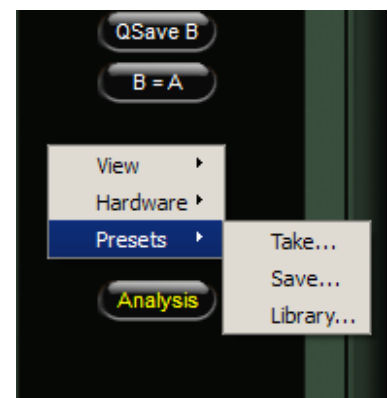 QSave B
B = A
View
Hardware
Presets
Take...
Save...
Library...
Analysis